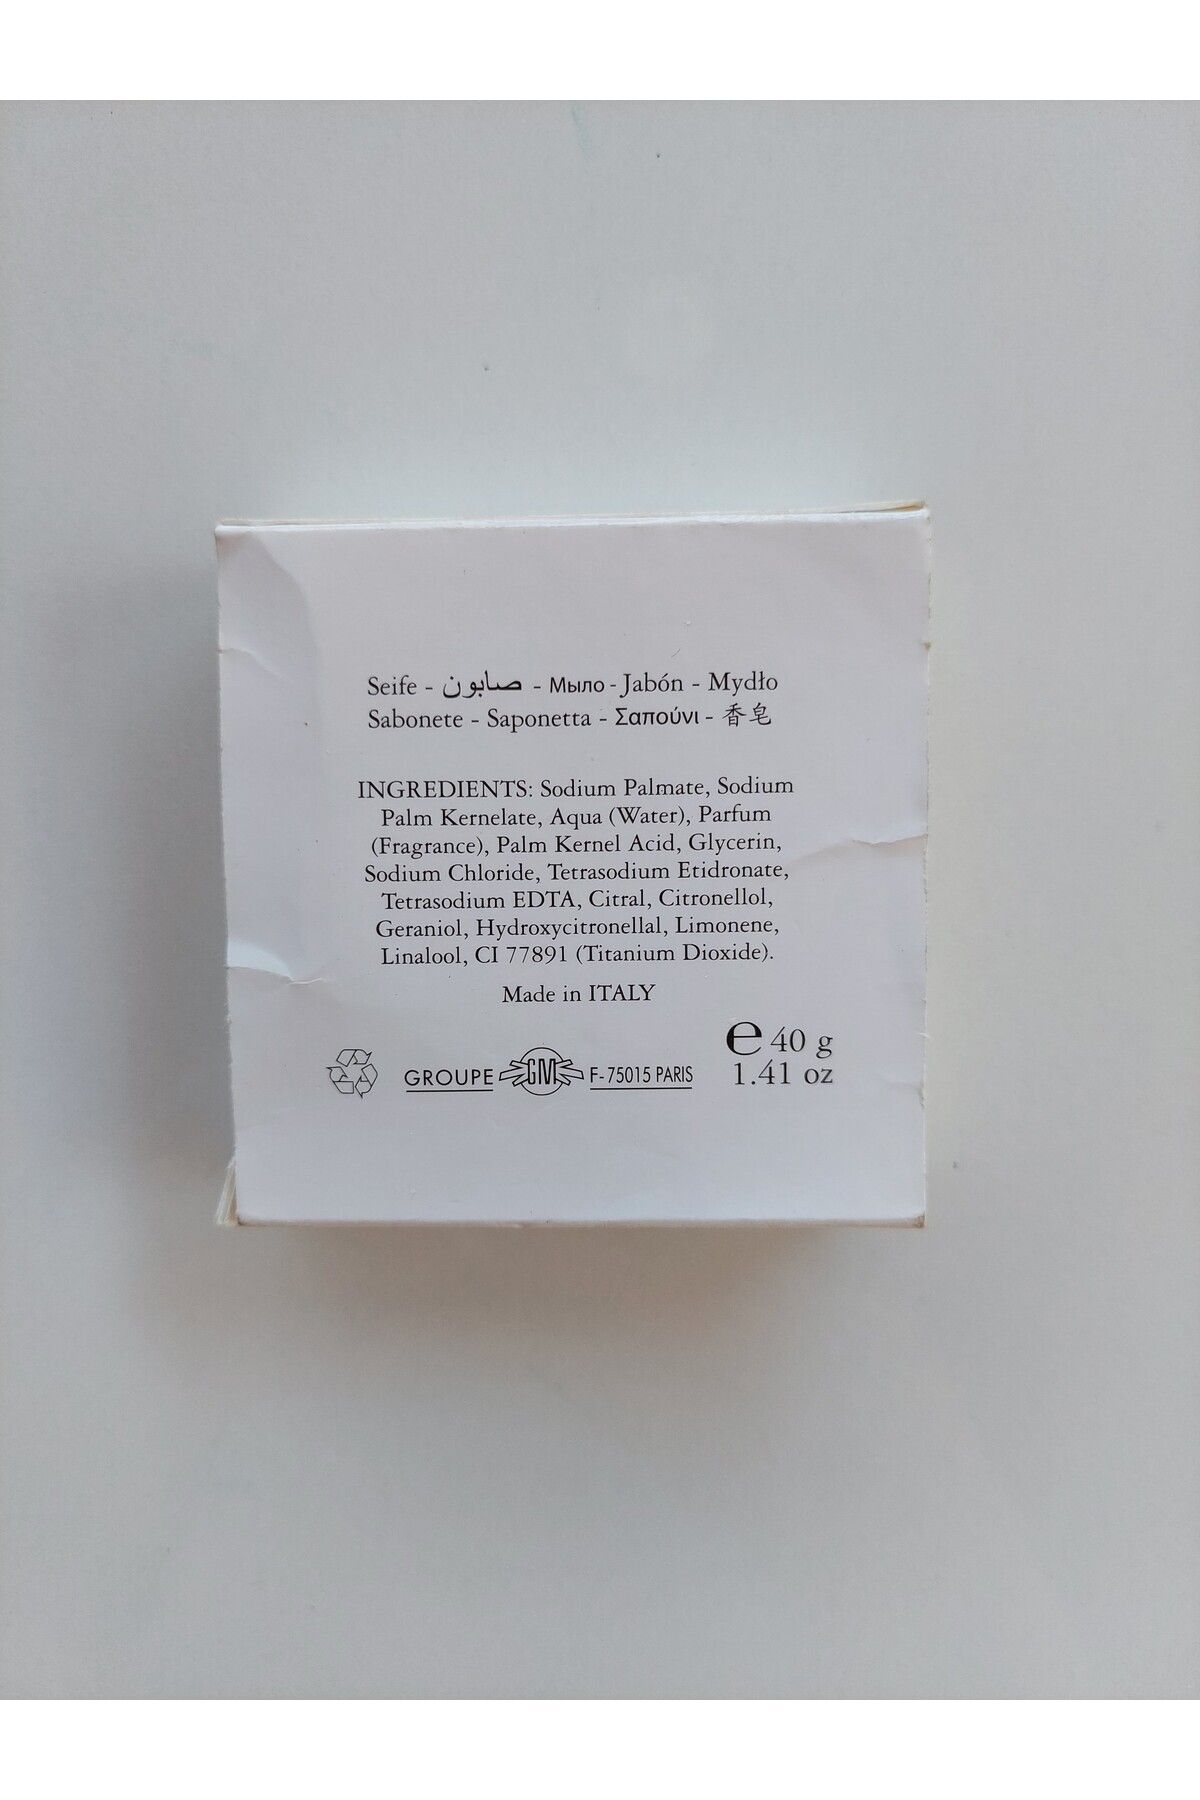 Seife - صابون - Мыло - Jabón - Mydło
Sabonete - Saponetta - Σαπούνι - 香皂
INGREDIENTS: Sodium Palmate, Sodium
Palm Kernelate, Aqua (Water), Parfum
(Fragrance), Palm Kernel Acid, Glycerin,
Sodium Chloride, Tetrasodium Etidronate,
Tetrasodium EDTA, Citral, Citronellol,
Geraniol, Hydroxycitronellal, Limonene,
Linalool, CI 77891 (Titanium Dioxide).
Made in ITALY
GROUPE GM F-75015 PARIS
e 40 g
1.41 oz